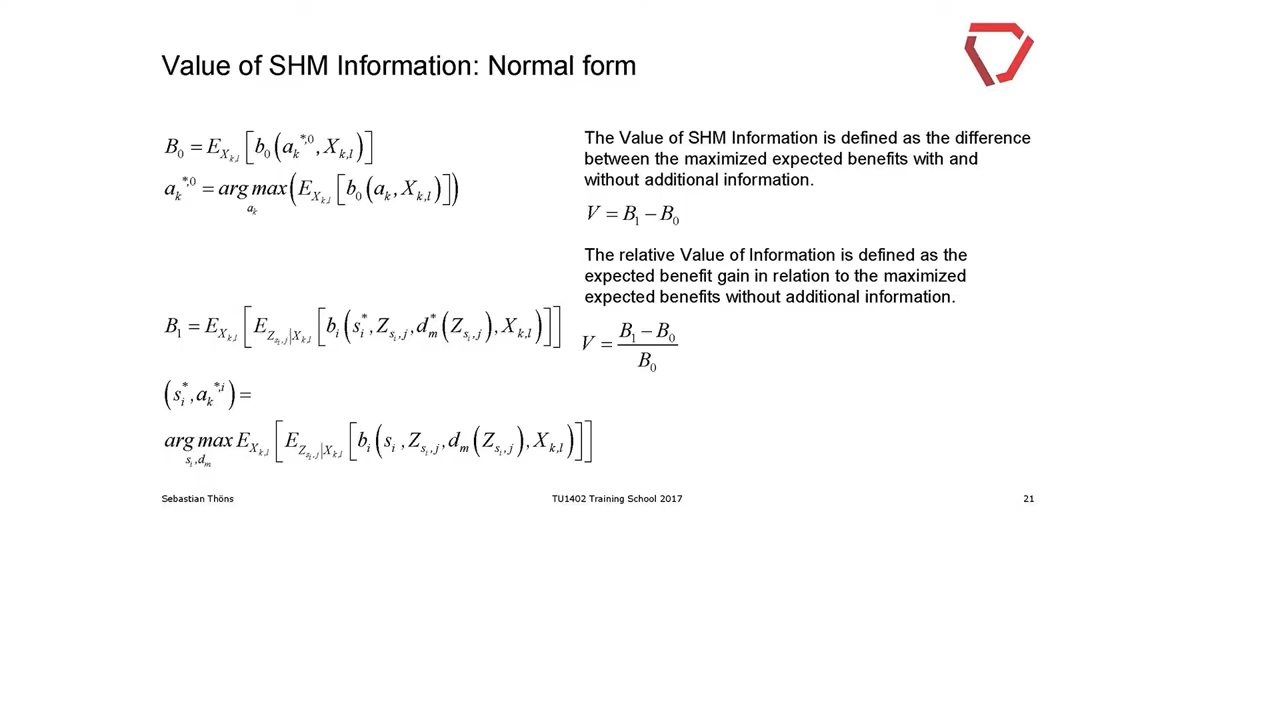 Value of SHM Information: Normal form
B_0 = E_{X_{k,l}} [ b_0 ( a_k^{*,0} , X_{k,l} ) ]
a_k^{*,0} = arg max_{a_k} ( E_{X_{k,l}} [ b_0 ( a_k , X_{k,l} ) ] )
B_1 = E_{X_{k,l}} [ E_{Z_{s_i,j}|X_{k,l}} [ b_i ( s_i^* , Z_{s_i,j} , d_m^* ( Z_{s_i,j} ) , X_{k,l} ) ] ]
( s_i^* , a_k^{*,i} ) =
arg max_{s_i,d_m} E_{X_{k,l}} [ E_{Z_{s_i,j}|X_{k,l}} [ b_i ( s_i , Z_{s_i,j} , d_m ( Z_{s_i,j} ) , X_{k,l} ) ] ]
The Value of SHM Information is defined as the difference
between the maximized expected benefits with and
without additional information.
V = B_1 − B_0
The relative Value of Information is defined as the
expected benefit gain in relation to the maximized
expected benefits without additional information.
V = (B_1 − B_0) / B_0
Sebastian Thöns
TU1402 Training School 2017
21